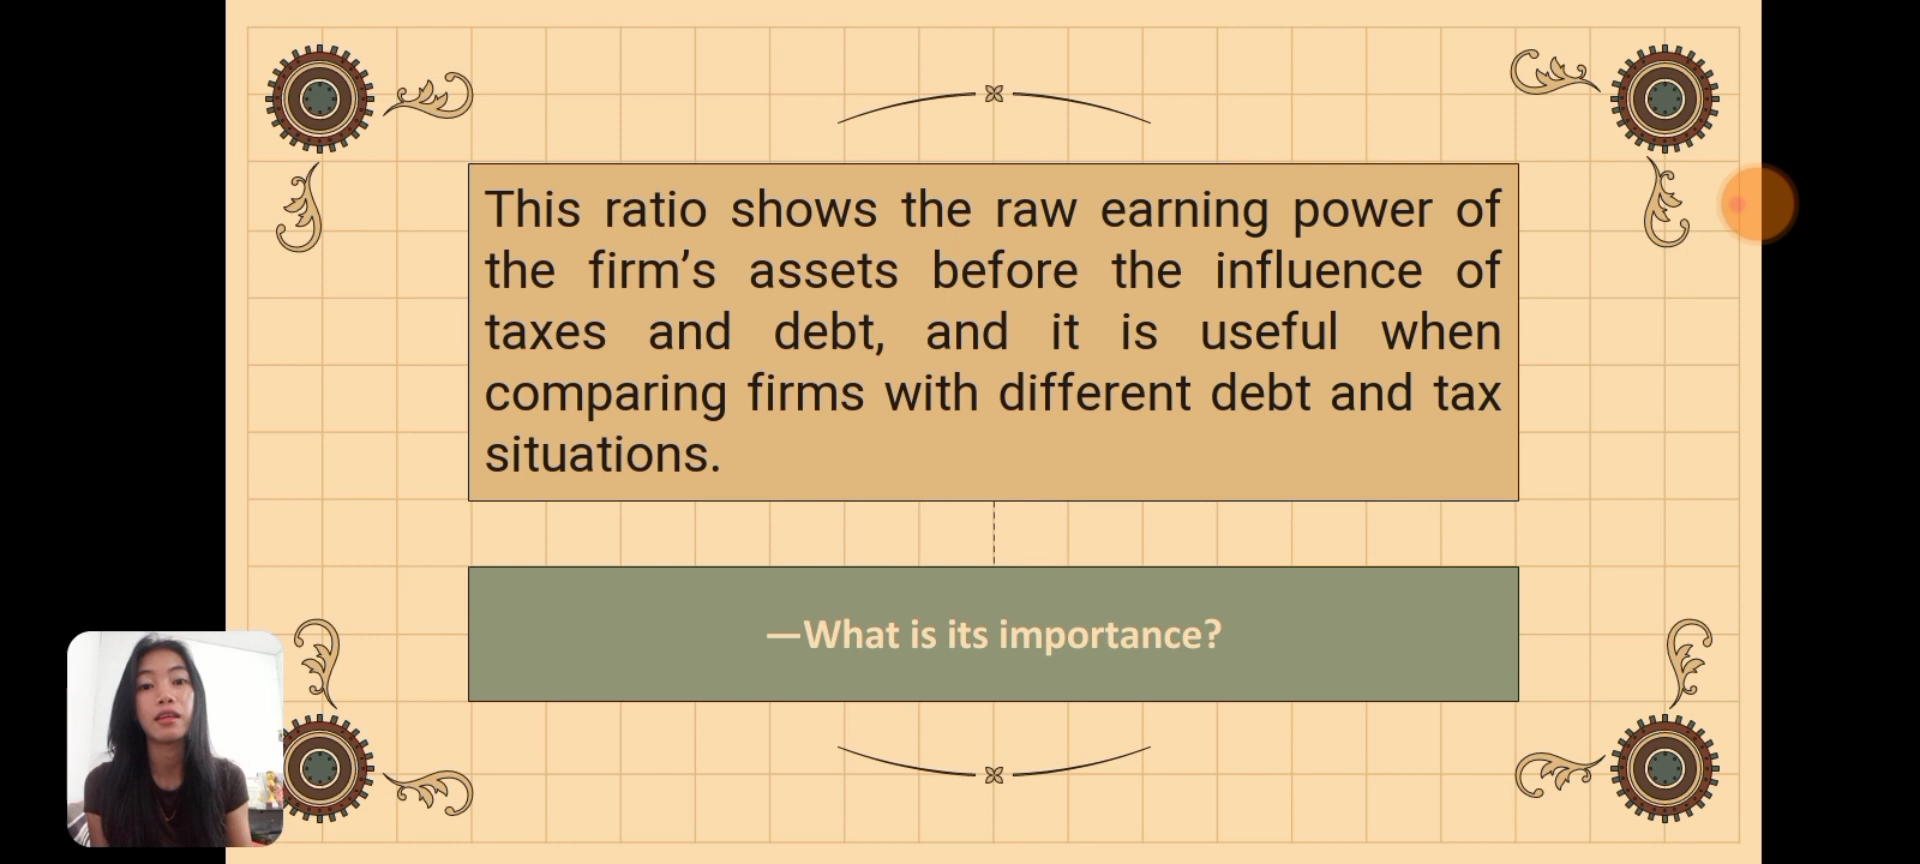 This ratio shows the raw earning power of
the firm’s assets before the influence of
taxes and debt, and it is useful when
comparing firms with different debt and tax
situations.
—What is its importance?